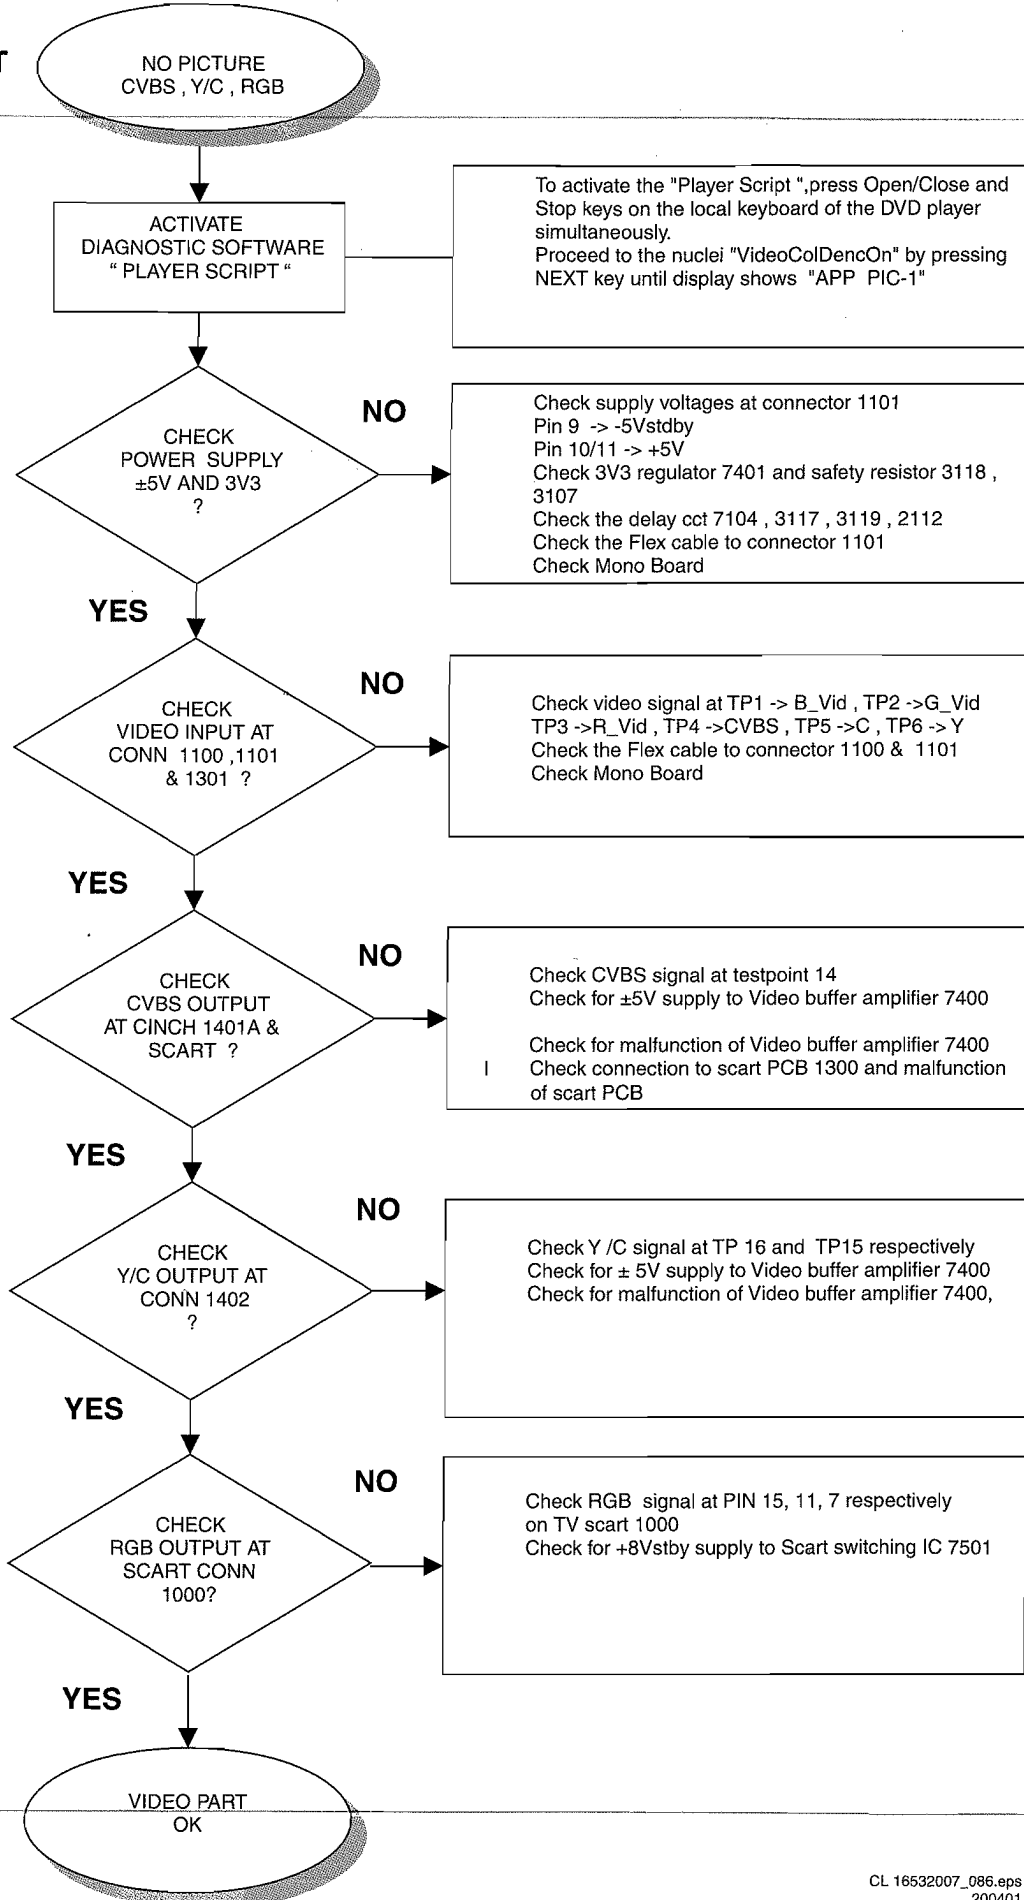 T
NO PICTURE
CVBS , Y/C , RGB
ACTIVATE
DIAGNOSTIC SOFTWARE
“ PLAYER SCRIPT “
To activate the "Player Script ",press Open/Close and
Stop keys on the local keyboard of the DVD player
simultaneously.
Proceed to the nuclei "VideoColDencOn" by pressing
NEXT key until display shows "APP PIC-1"
CHECK
POWER SUPPLY
±5V AND 3V3
?
NO
Check supply voltages at connector 1101
Pin 9 -> -5Vstdby
Pin 10/11 -> +5V
Check 3V3 regulator 7401 and safety resistor 3118 ,
3107
Check the delay cct 7104 , 3117 , 3119 , 2112
Check the Flex cable to connector 1101
Check Mono Board
YES
CHECK
VIDEO INPUT AT
CONN 1100 ,1101
& 1301 ?
NO
Check video signal at TP1 -> B_Vid , TP2 ->G_Vid
TP3 ->R_Vid , TP4 ->CVBS , TP5 ->C , TP6 -> Y
Check the Flex cable to connector 1100 & 1101
Check Mono Board
YES
CHECK
CVBS OUTPUT
AT CINCH 1401A &
SCART ?
NO
Check CVBS signal at testpoint 14
Check for ±5V supply to Video buffer amplifier 7400
Check for malfunction of Video buffer amplifier 7400
I Check connection to scart PCB 1300 and malfunction
of scart PCB
YES
CHECK
Y/C OUTPUT AT
CONN 1402
?
NO
Check Y /C signal at TP 16 and TP15 respectively
Check for ± 5V supply to Video buffer amplifier 7400
Check for malfunction of Video buffer amplifier 7400,
YES
CHECK
RGB OUTPUT AT
SCART CONN
1000?
NO
Check RGB signal at PIN 15, 11, 7 respectively
on TV scart 1000
Check for +8Vstby supply to Scart switching IC 7501
YES
VIDEO PART
OK
CL 16532007_086.eps
200401